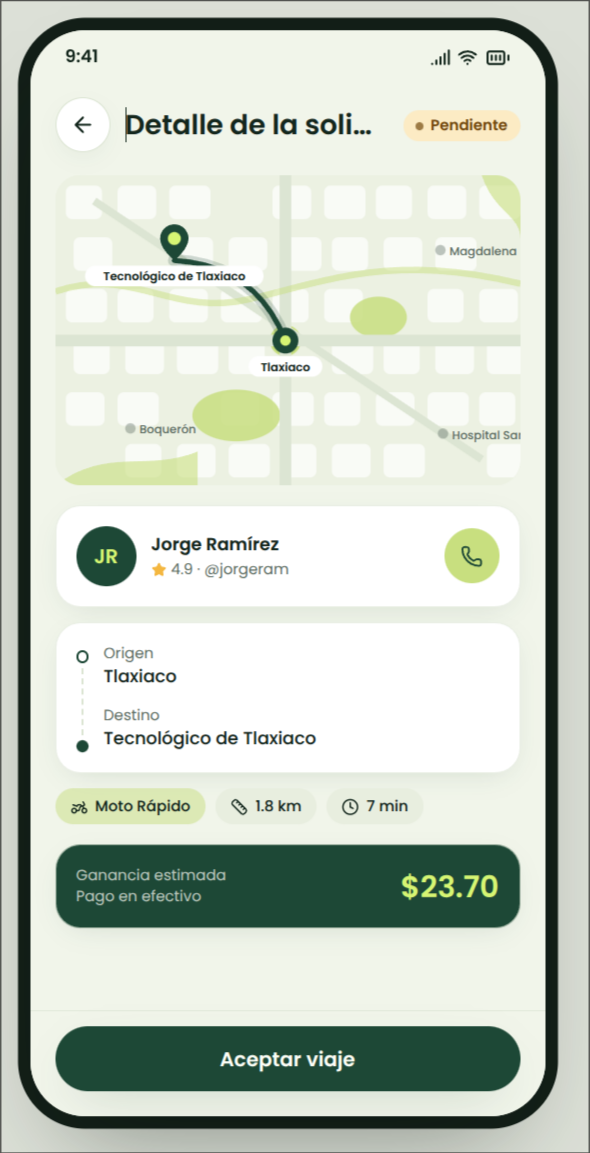 9:41
Detalle de la soli...
Pendiente
Tecnológico de Tlaxiaco
Magdalena
Tlaxiaco
Boquerón
Hospital Sar
JR
Jorge Ramírez
4.9 · @jorgeram
Origen
Tlaxiaco
Destino
Tecnológico de Tlaxiaco
Moto Rápido
1.8 km
7 min
Ganancia estimada
Pago en efectivo
$23.70
Aceptar viaje